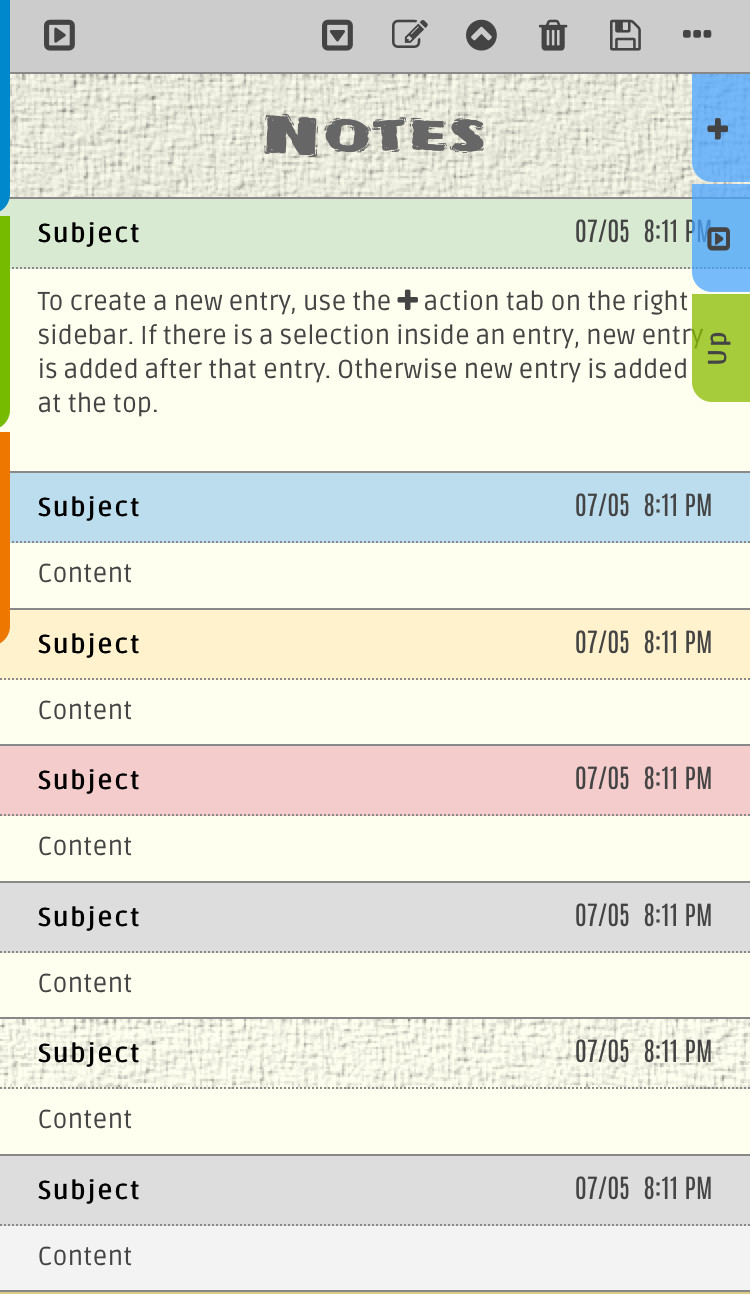 NOTES
Subject 07/05 8:11 PM
To create a new entry, use the + action tab on the right
sidebar. If there is a selection inside an entry, new entry
is added after that entry. Otherwise new entry is added
at the top.
Up
Subject 07/05 8:11 PM
Content
Subject 07/05 8:11 PM
Content
Subject 07/05 8:11 PM
Content
Subject 07/05 8:11 PM
Content
Subject 07/05 8:11 PM
Content
Subject 07/05 8:11 PM
Content